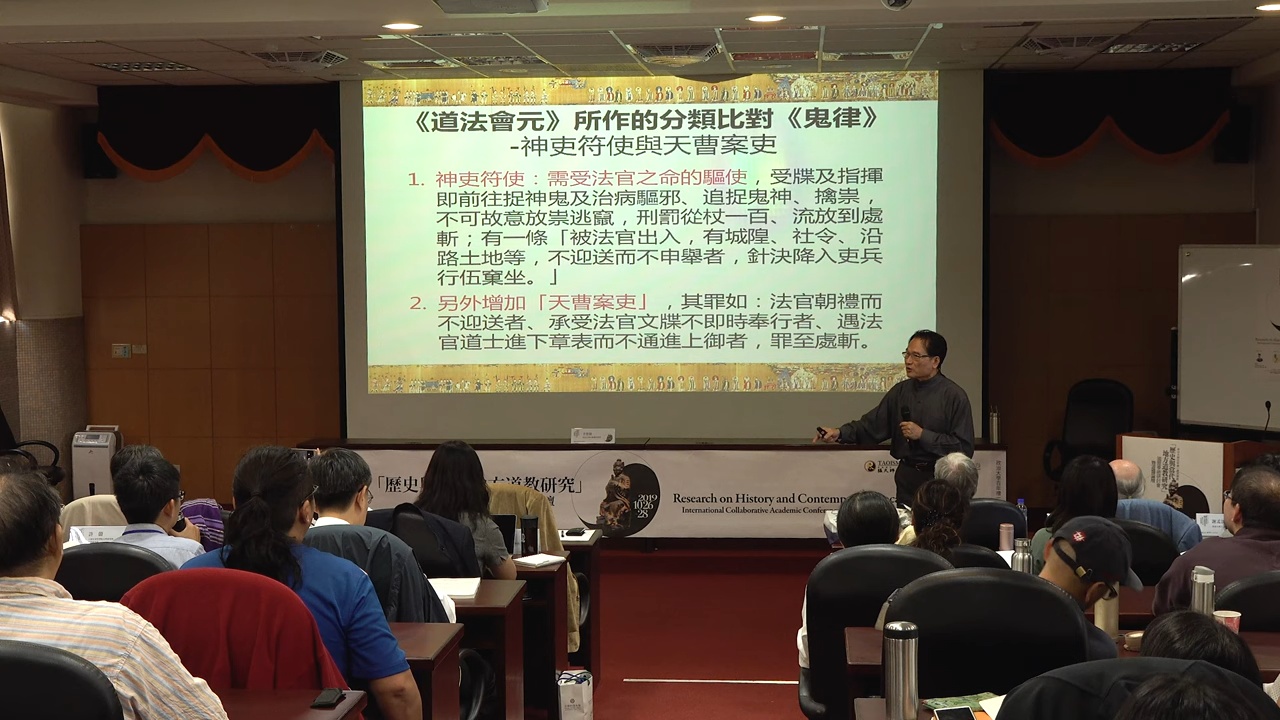 《道法會元》所作的分類比對《鬼律》
-神吏符使與天曹案吏
1. 神吏符使：需受法官之命的驅使，受牒及指揮
即前往捉神鬼及治病驅邪、追捉鬼神、擒祟，
不可故意放祟逃竄，刑罰從杖一百、流放到處
斬；有一條「被法官出入，有城隍、社令、沿
路土地等，不迎送而不申舉者，針決降入吏兵
行伍棄坐。」
2. 另外增加「天曹案吏」，其罪如：法官朝禮而
不迎送者、承受法官文牒不即時奉行者、遇法
官道士進下章表而不通進上御者，罪至處斬。
「歷史
道教研究」
2019
10/26
28
TAOISM
Research on History and Contemp
International Collaborative Academic Confe